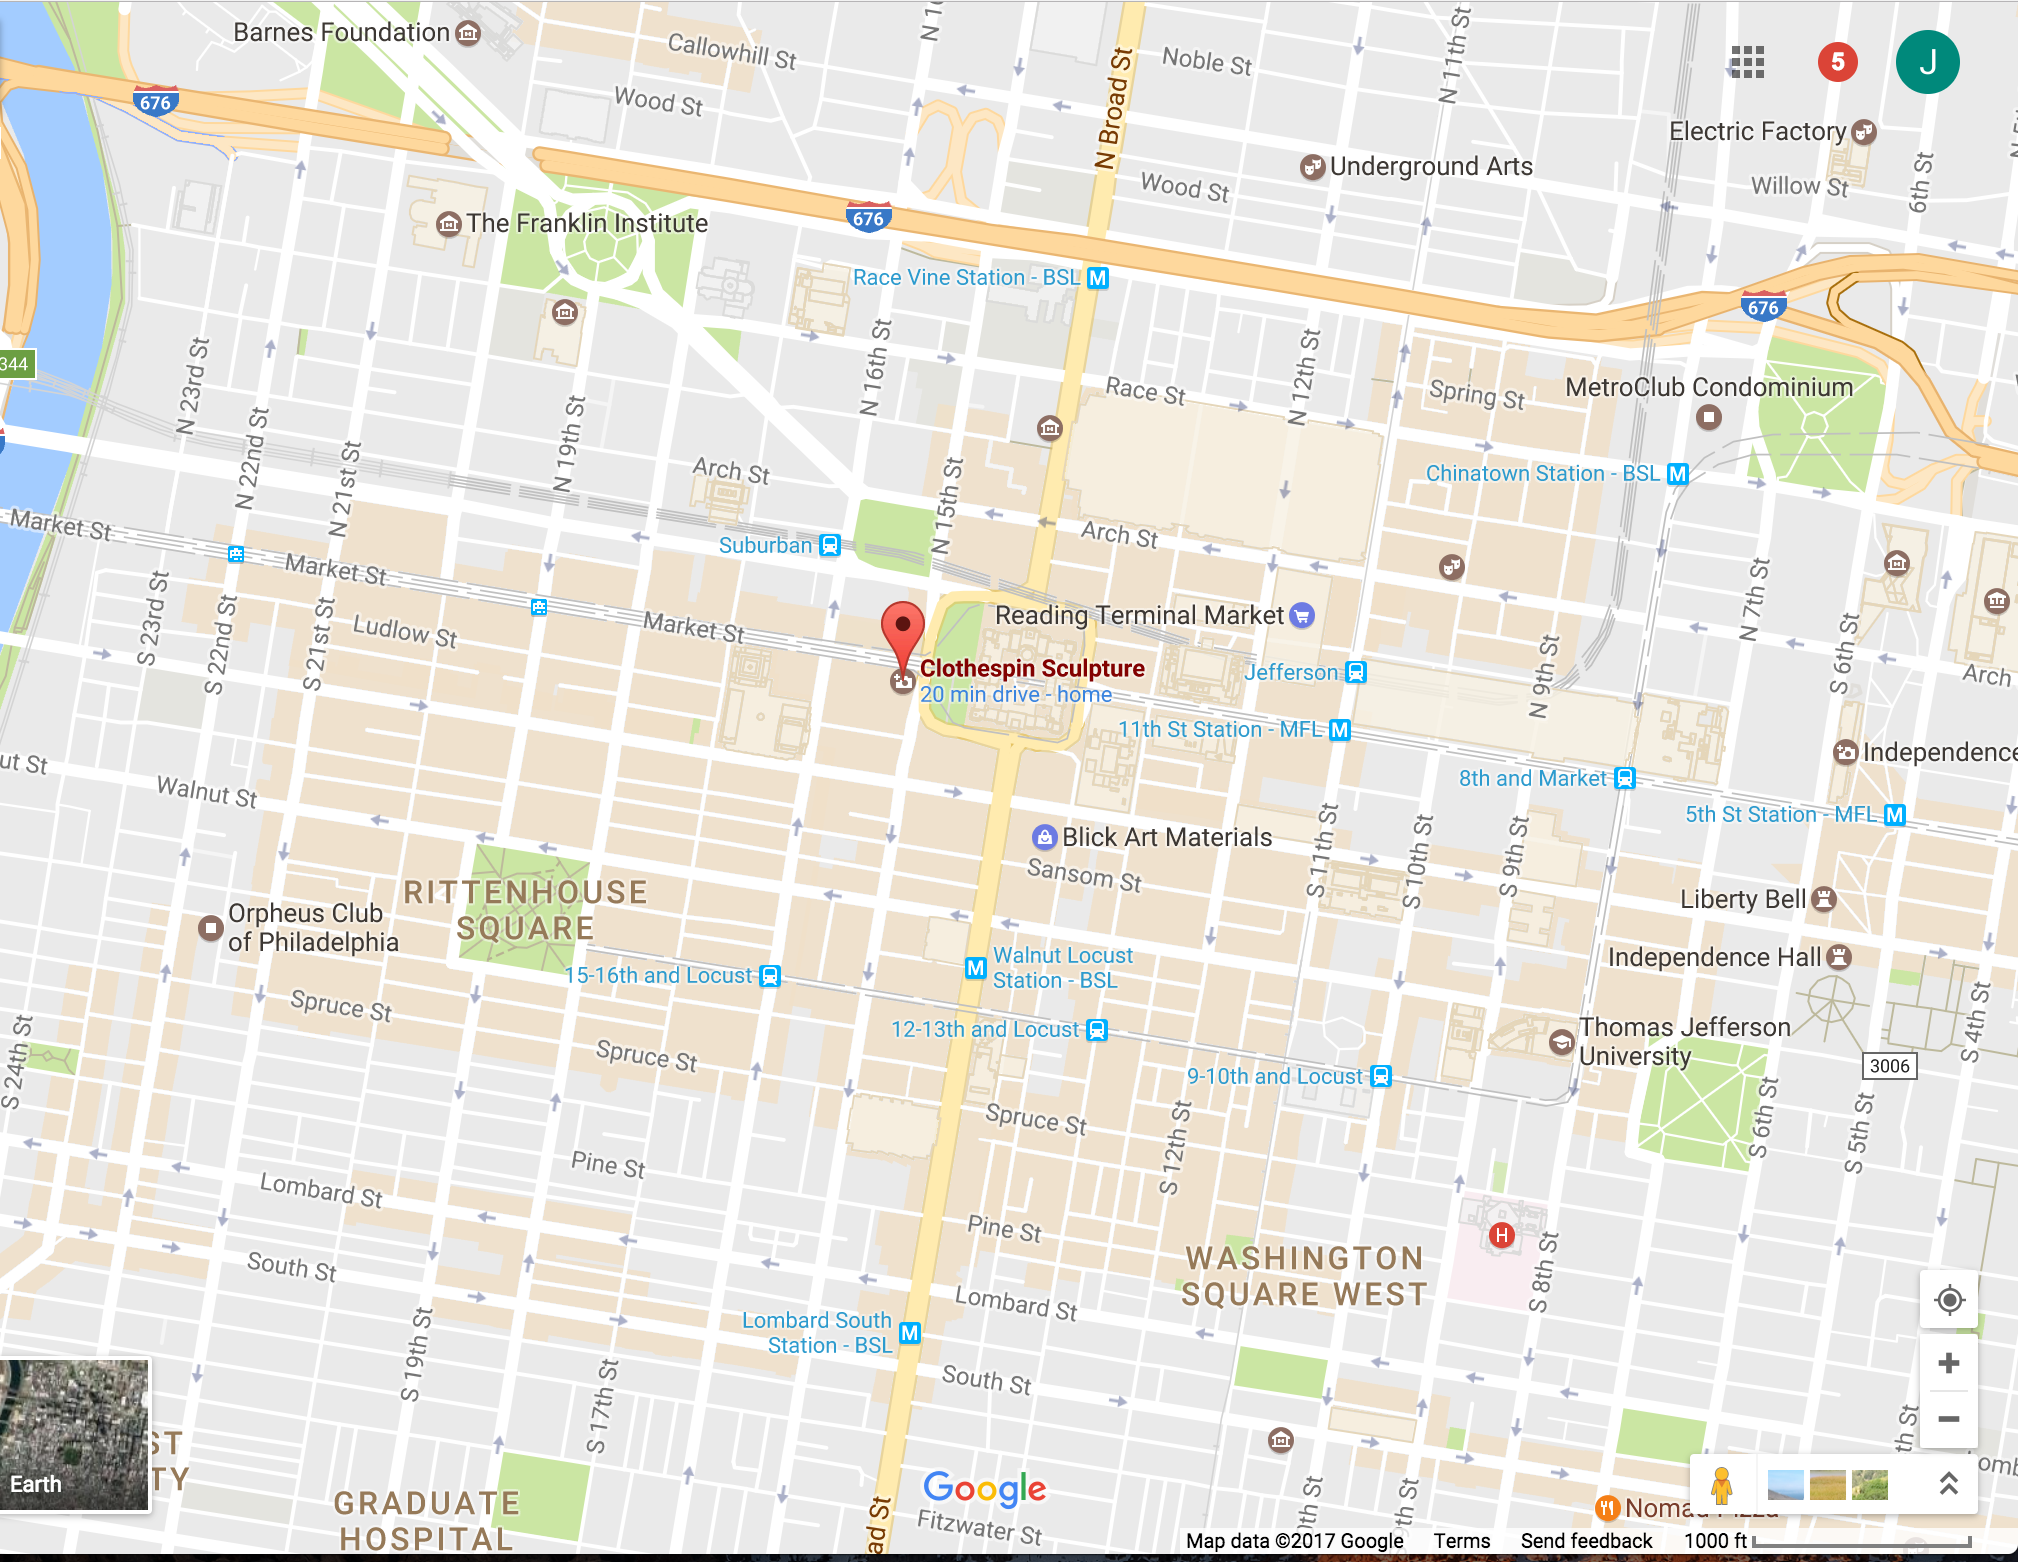 Barnes Foundation
Callowhill St
N Broad St
Noble St
N 11th St
5
J
676
Wood St
Electric Factory
Underground Arts
Wood St
Willow St
6th St
The Franklin Institute
676
Race Vine Station - BSL
676
344
N 23rd St
N 16th St
N 12th St
Race St
Spring St
MetroClub Condominium
N 22nd St
N 21st St
N 19th St
Arch St
N 15th St
Chinatown Station - BSL
Market St
Suburban
Arch St
Market St
N 7th St
S 23rd St
S 22nd St
S 21st St
Ludlow St
Market St
Reading Terminal Market
Clothespin Sculpture
20 min drive - home
Jefferson
N 9th St
S 6th St
Arch
11th St Station - MFL
Independence
8th and Market
5th St Station - MFL
ut St
Walnut St
Blick Art Materials
Sansom St
S 11th St
S 10th St
S 9th St
RITTENHOUSE
SQUARE
Liberty Bell
Orpheus Club
of Philadelphia
Walnut Locust
Station - BSL
Independence Hall
15-16th and Locust
Spruce St
12-13th and Locust
Thomas Jefferson
University
S 4th St
S 24th St
Spruce St
9-10th and Locust
3006
Spruce St
S 12th St
S 6th St
S 5th St
Pine St
Lombard St
Pine St
WASHINGTON
SQUARE WEST
H
S 8th St
South St
Lombard St
Lombard South
Station - BSL
S 19th St
South St
S 17th St
ST
TY
Earth
GRADUATE
HOSPITAL
Google
Fitzwater St
ad St
0th St
9th St
th St
omb
Nomad Pizza
Map data ©2017 Google
Terms
Send feedback
1000 ft